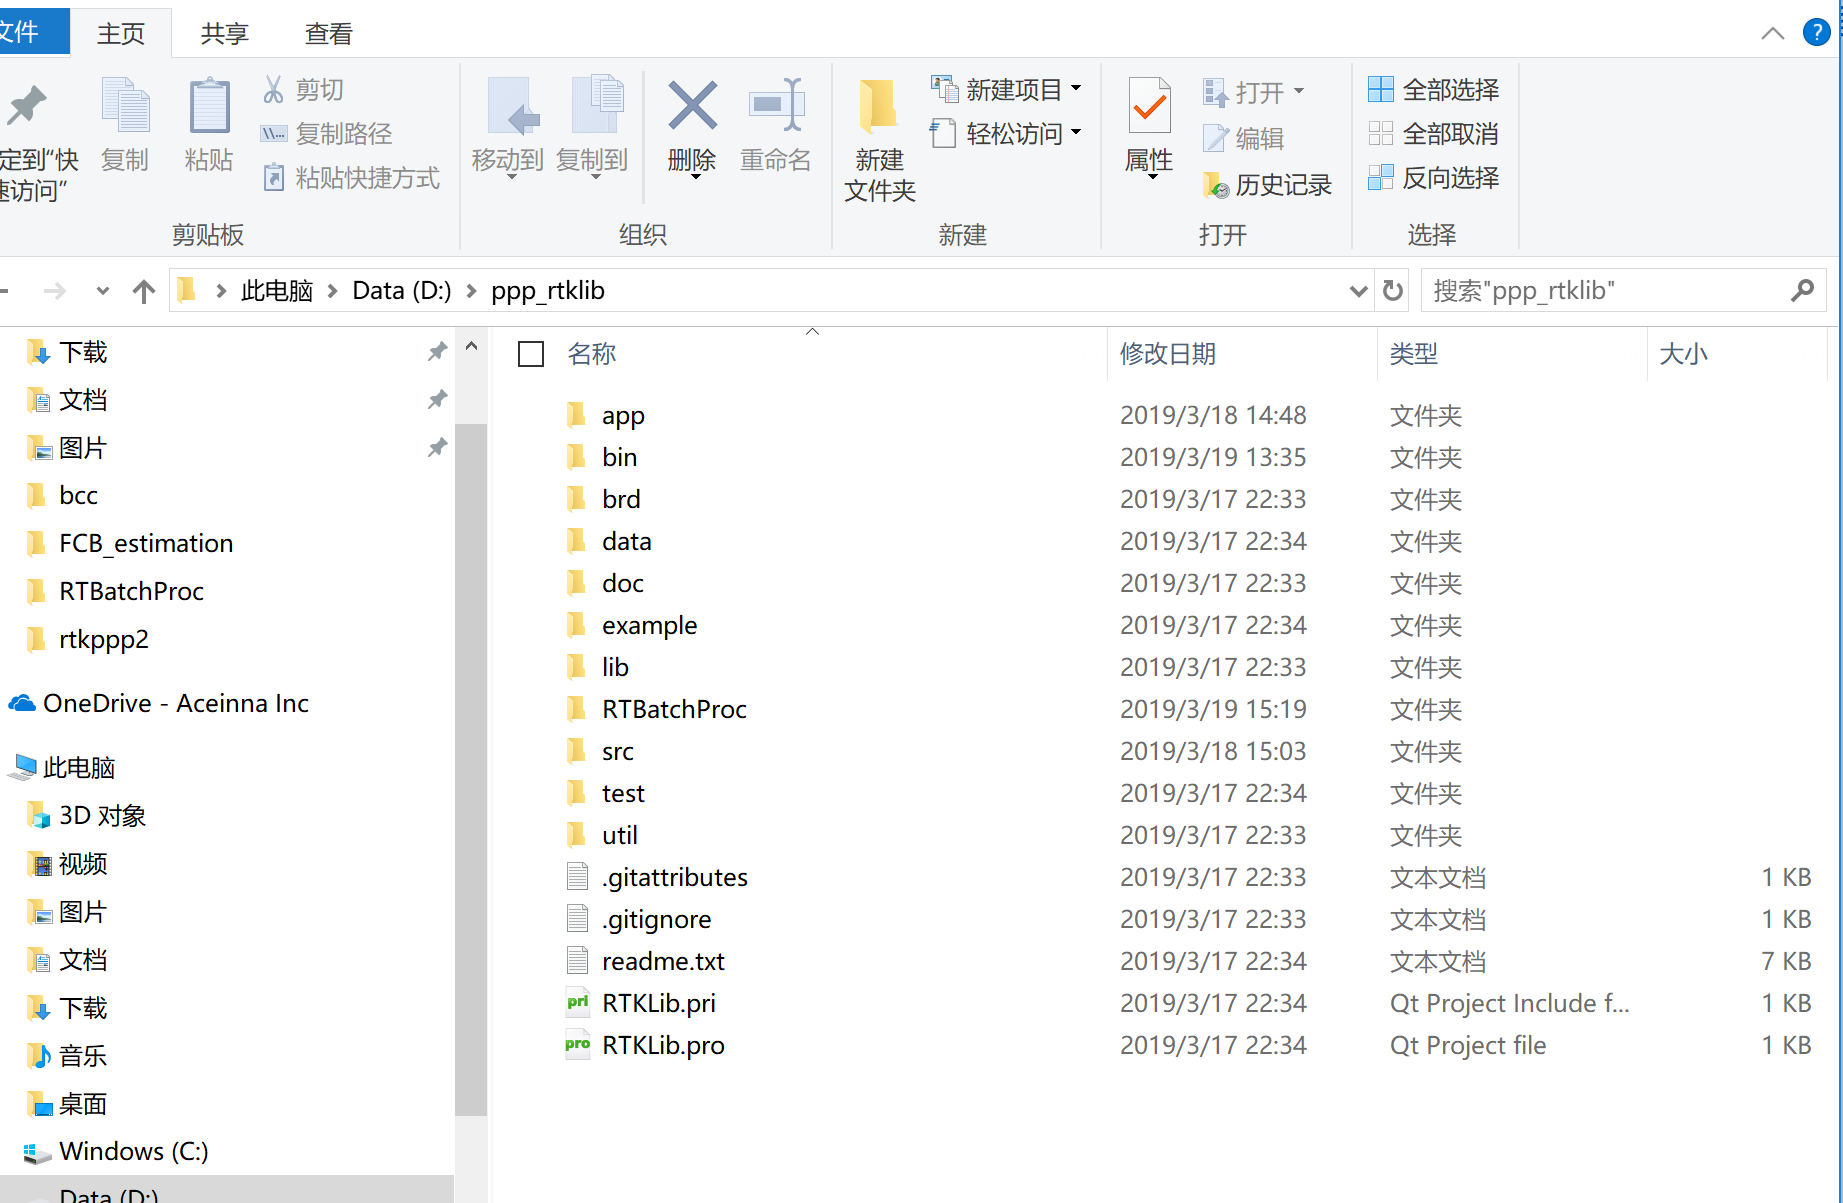 文件 主页 共享 查看
定到“快速访问”
复制
粘贴
剪切
复制路径
粘贴快捷方式
剪贴板
移动到
复制到
删除
重命名
组织
新建
文件夹
新建项目
轻松访问
新建
属性
打开
编辑
历史记录
打开
全部选择
全部取消
反向选择
选择
此电脑 Data (D:) ppp_rtklib
搜索"ppp_rtklib"
下载
文档
图片
bcc
FCB_estimation
RTBatchProc
rtkppp2
OneDrive - Aceinna Inc
此电脑
3D 对象
视频
图片
文档
下载
音乐
桌面
Windows (C:)
Data (D:)
名称 修改日期 类型 大小
app 2019/3/18 14:48 文件夹
bin 2019/3/19 13:35 文件夹
brd 2019/3/17 22:33 文件夹
data 2019/3/17 22:34 文件夹
doc 2019/3/17 22:33 文件夹
example 2019/3/17 22:34 文件夹
lib 2019/3/17 22:33 文件夹
RTBatchProc 2019/3/19 15:19 文件夹
src 2019/3/18 15:03 文件夹
test 2019/3/17 22:34 文件夹
util 2019/3/17 22:33 文件夹
.gitattributes 2019/3/17 22:33 文本文档 1 KB
.gitignore 2019/3/17 22:33 文本文档 1 KB
readme.txt 2019/3/17 22:34 文本文档 7 KB
RTKLib.pri 2019/3/17 22:34 Qt Project Include f... 1 KB
RTKLib.pro 2019/3/17 22:34 Qt Project file 1 KB